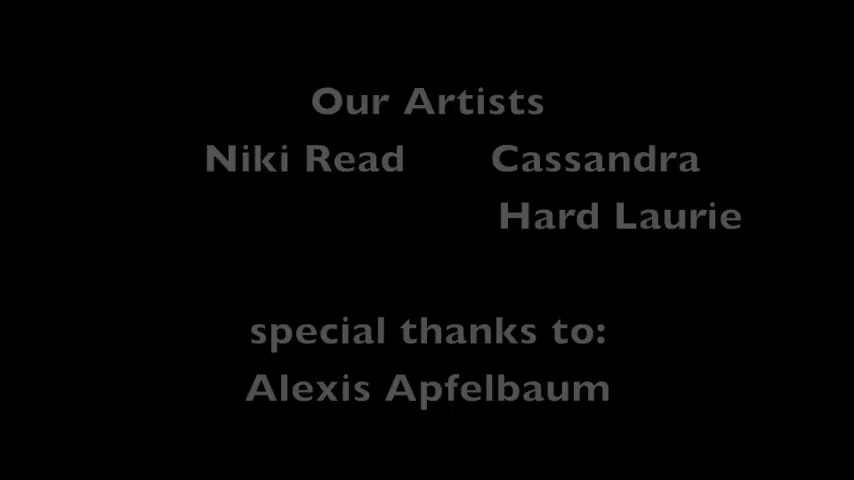 Our Artists
Niki Read Cassandra
Hard Laurie
special thanks to:
Alexis Apfelbaum